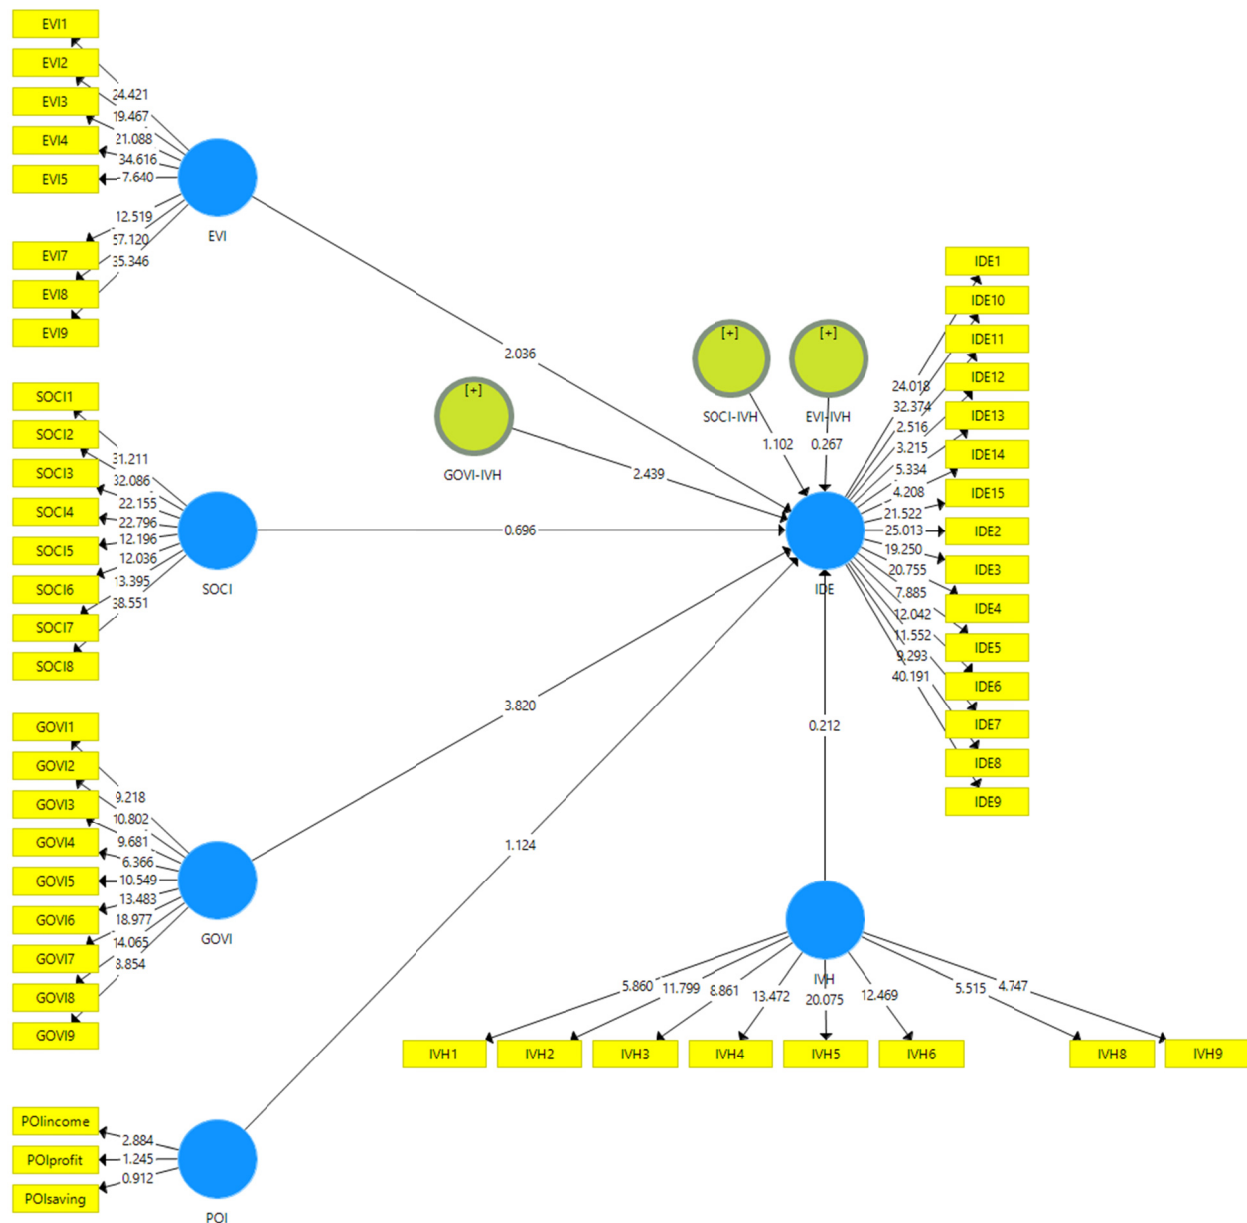 EVI1
EVI2
EVI3
EVI4
EVI5
EVI7
EVI8
EVI9
24.421
19.467
21.088
34.616
7.640
12.519
57.120
35.346
EVI
2.036
SOCI1
SOCI2
SOCI3
SOCI4
SOCI5
SOCI6
SOCI7
SOCI8
32.086
22.155
22.796
12.196
12.036
SOCI
0.696
[+]
GOVI-IVH
2.439
[+]
SOCI-IVH
1.102
[+]
EVI-IVH
0.267
IDE1
IDE10
IDE11
IDE12
IDE13
IDE14
IDE15
IDE2
IDE3
IDE4
IDE5
IDE6
IDE7
IDE8
IDE9
24.018
32.374
2.516
3.215
5.334
4.208
21.522
25.013
19.250
20.755
7.885
12.042
11.552
9.293
40.191
IDE
GOVI1
GOVI2
GOVI3
GOVI4
GOVI5
GOVI6
GOVI7
GOVI8
GOVI9
9.218
10.802
9.681
6.366
10.549
13.483
18.977
14.065
GOVI
3.820
0.212
1.124
IVH
5.860
11.799
8.861
13.472
20.075
12.469
5.515
4.747
IVH1
IVH2
IVH3
IVH4
IVH5
IVH6
IVH8
IVH9
POIincome
POIprofit
POIsaving
2.884
1.245
0.912
POI